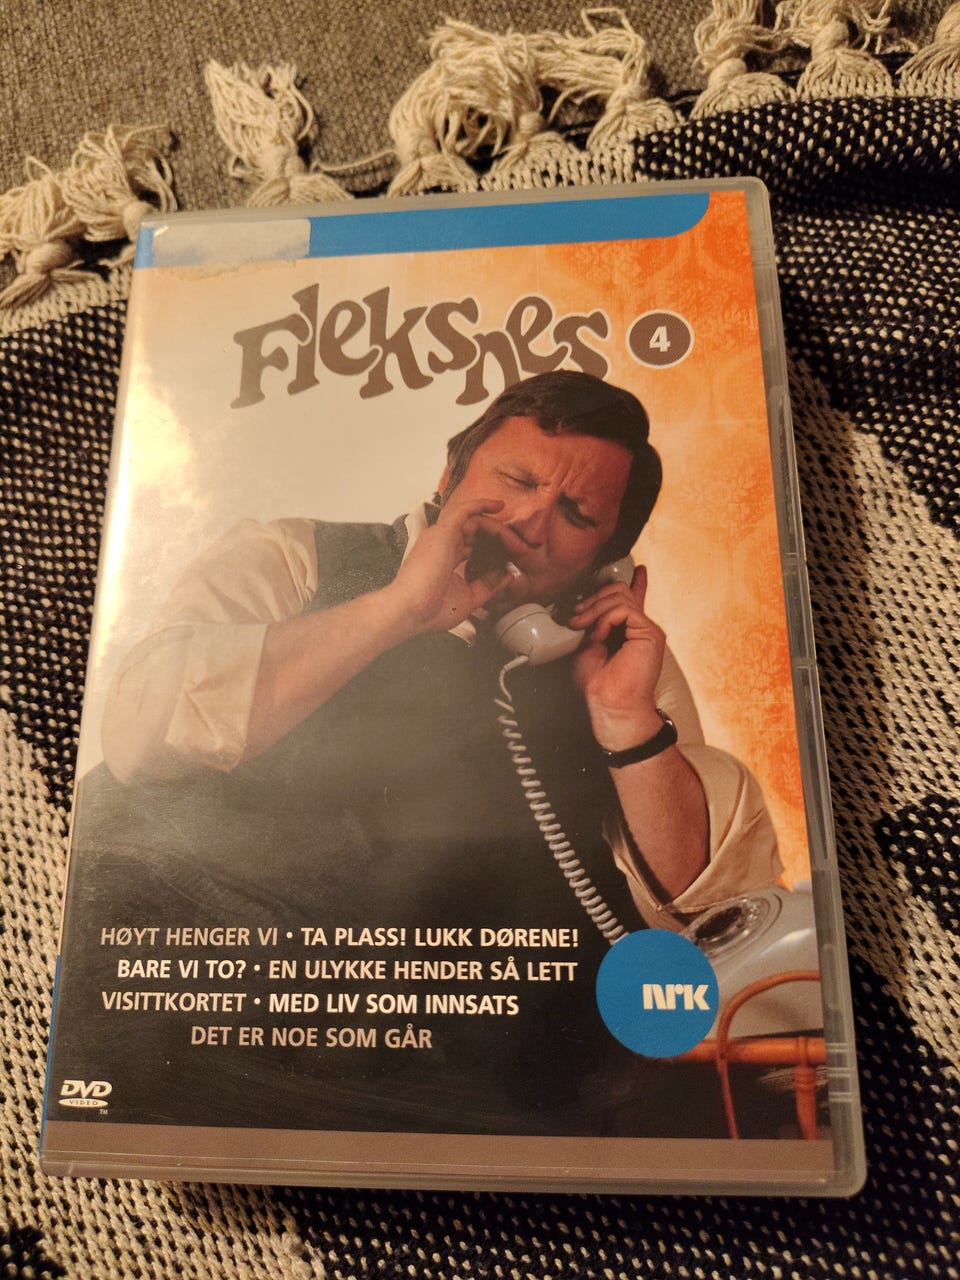 Fleksnes 4
HØYT HENGER VI • TA PLASS! LUKK DØRENE!
BARE VI TO? • EN ULYKKE HENDER SÅ LETT
VISITTKORTET • MED LIV SOM INNSATS
DET ER NOE SOM GÅR
NRK
DVD
VIDEO
TM